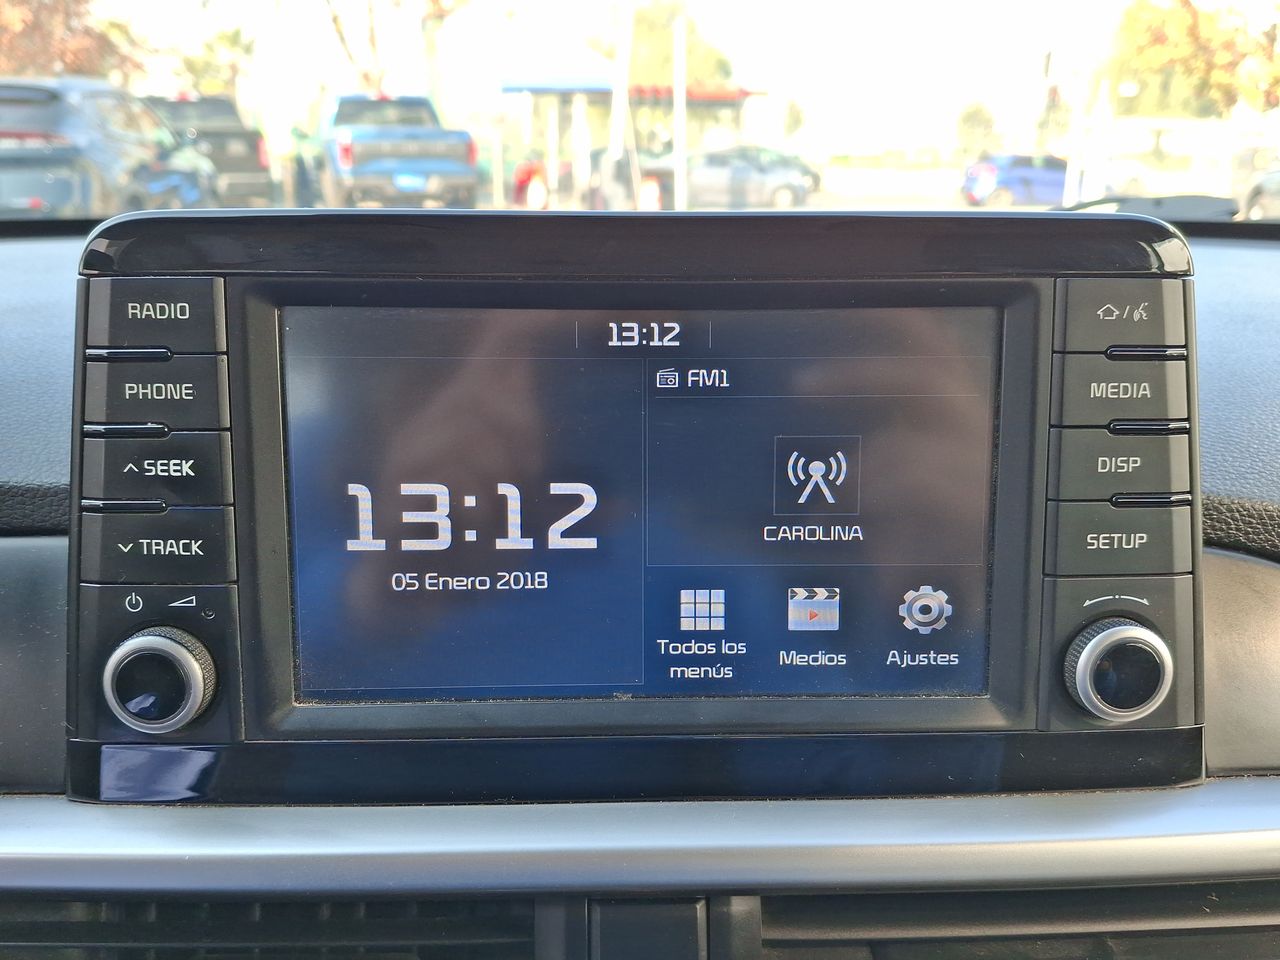 RADIO
PHONE
SEEK
TRACK
13:12
13:12
05 Enero 2018
FM1
CAROLINA
Todos los
menús
Medios
Ajustes
MEDIA
DISP
SETUP